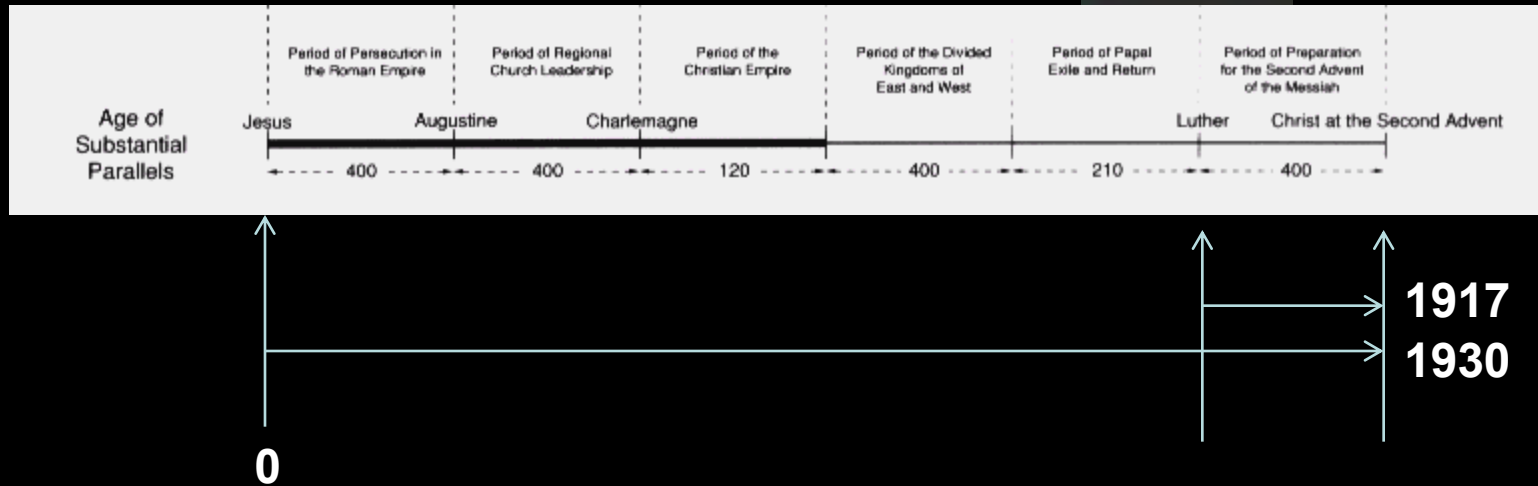 Period of Persecution in
the Roman Empire
Period of Regional
Church Leadership
Period of the
Christian Empire
Period of the Divided
Kingdoms of
East and West
Period of Papal
Exile and Return
Period of Preparation
for the Second Advent
of the Messiah
Age of
Substantial
Parallels
Jesus
Augustine
Charlemagne
Luther
Christ at the Second Advent
400
400
120
400
210
400
1917
1930
0